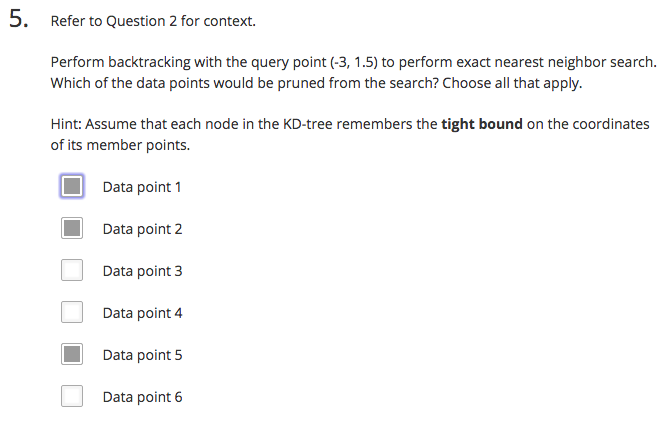 5. Refer to Question 2 for context.
Perform backtracking with the query point (-3, 1.5) to perform exact nearest neighbor search.
Which of the data points would be pruned from the search? Choose all that apply.
Hint: Assume that each node in the KD-tree remembers the tight bound on the coordinates
of its member points.
Data point 1
Data point 2
Data point 3
Data point 4
Data point 5
Data point 6